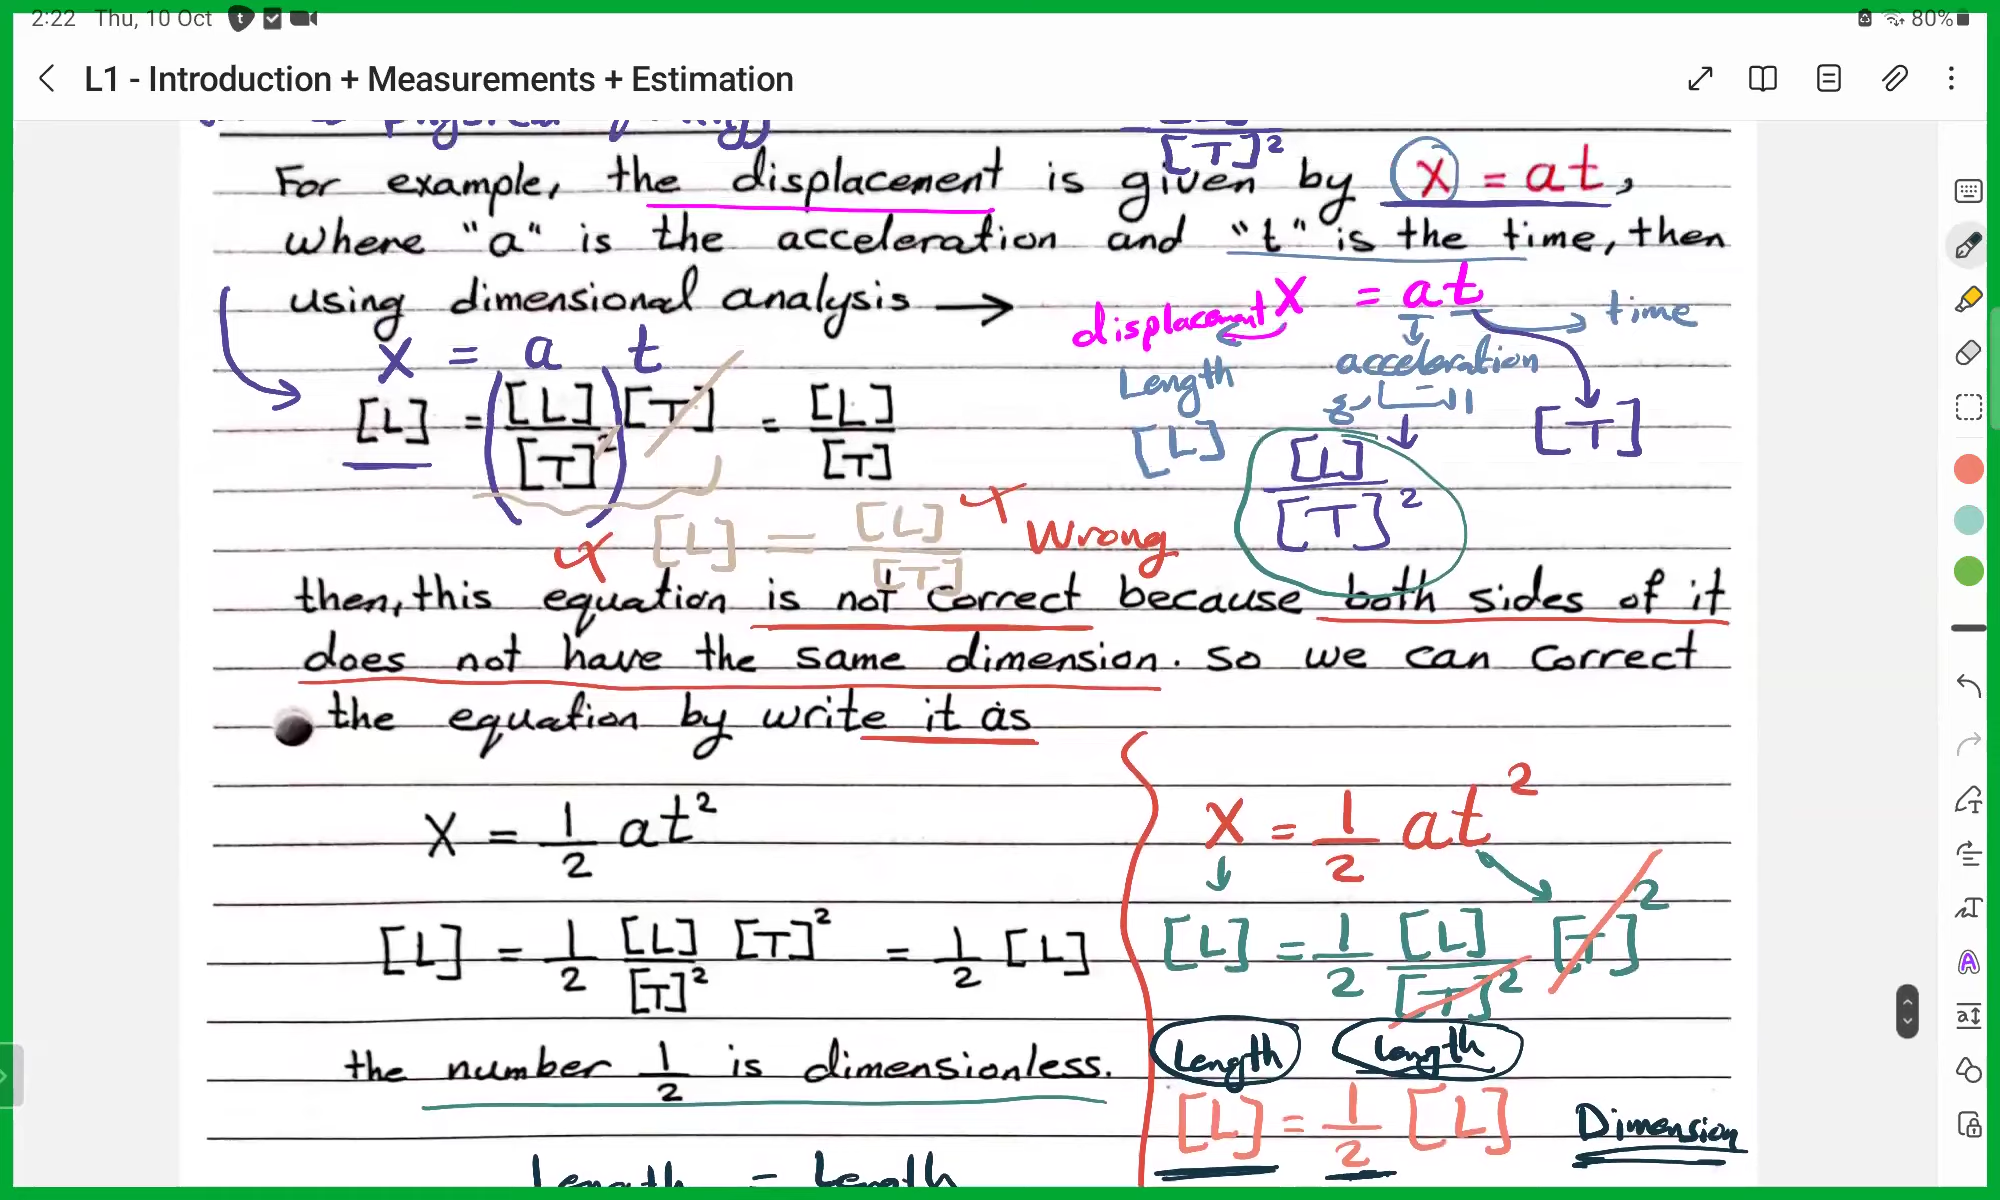 2:22 Thu, 10 Oct
80%
L1 - Introduction + Measurements + Estimation
physical
[T]²
For example, the displacement is given by x = at,
where "a" is the acceleration and "t" is the time, then
using dimensional analysis →
displacement X = at
time
Length
acceleration
[L]
[L] / [T]²
[T]
X = a t
[L] = ([L] / [T]²) [T] = [L] / [T]
[L] = [L] / [T] Wrong
then, this equation is not correct because both sides of it
does not have the same dimension. so we can correct
the equation by write it as
X = 1/2 at²
[L] = 1/2 [L] / [T]² [T]² = 1/2 [L]
the number 1/2 is dimensionless.
Length = Length
X = 1/2 at²
[L] = 1/2 [L] / [T]² [T]²
Length Length
[L] = 1/2 [L]
Dimension